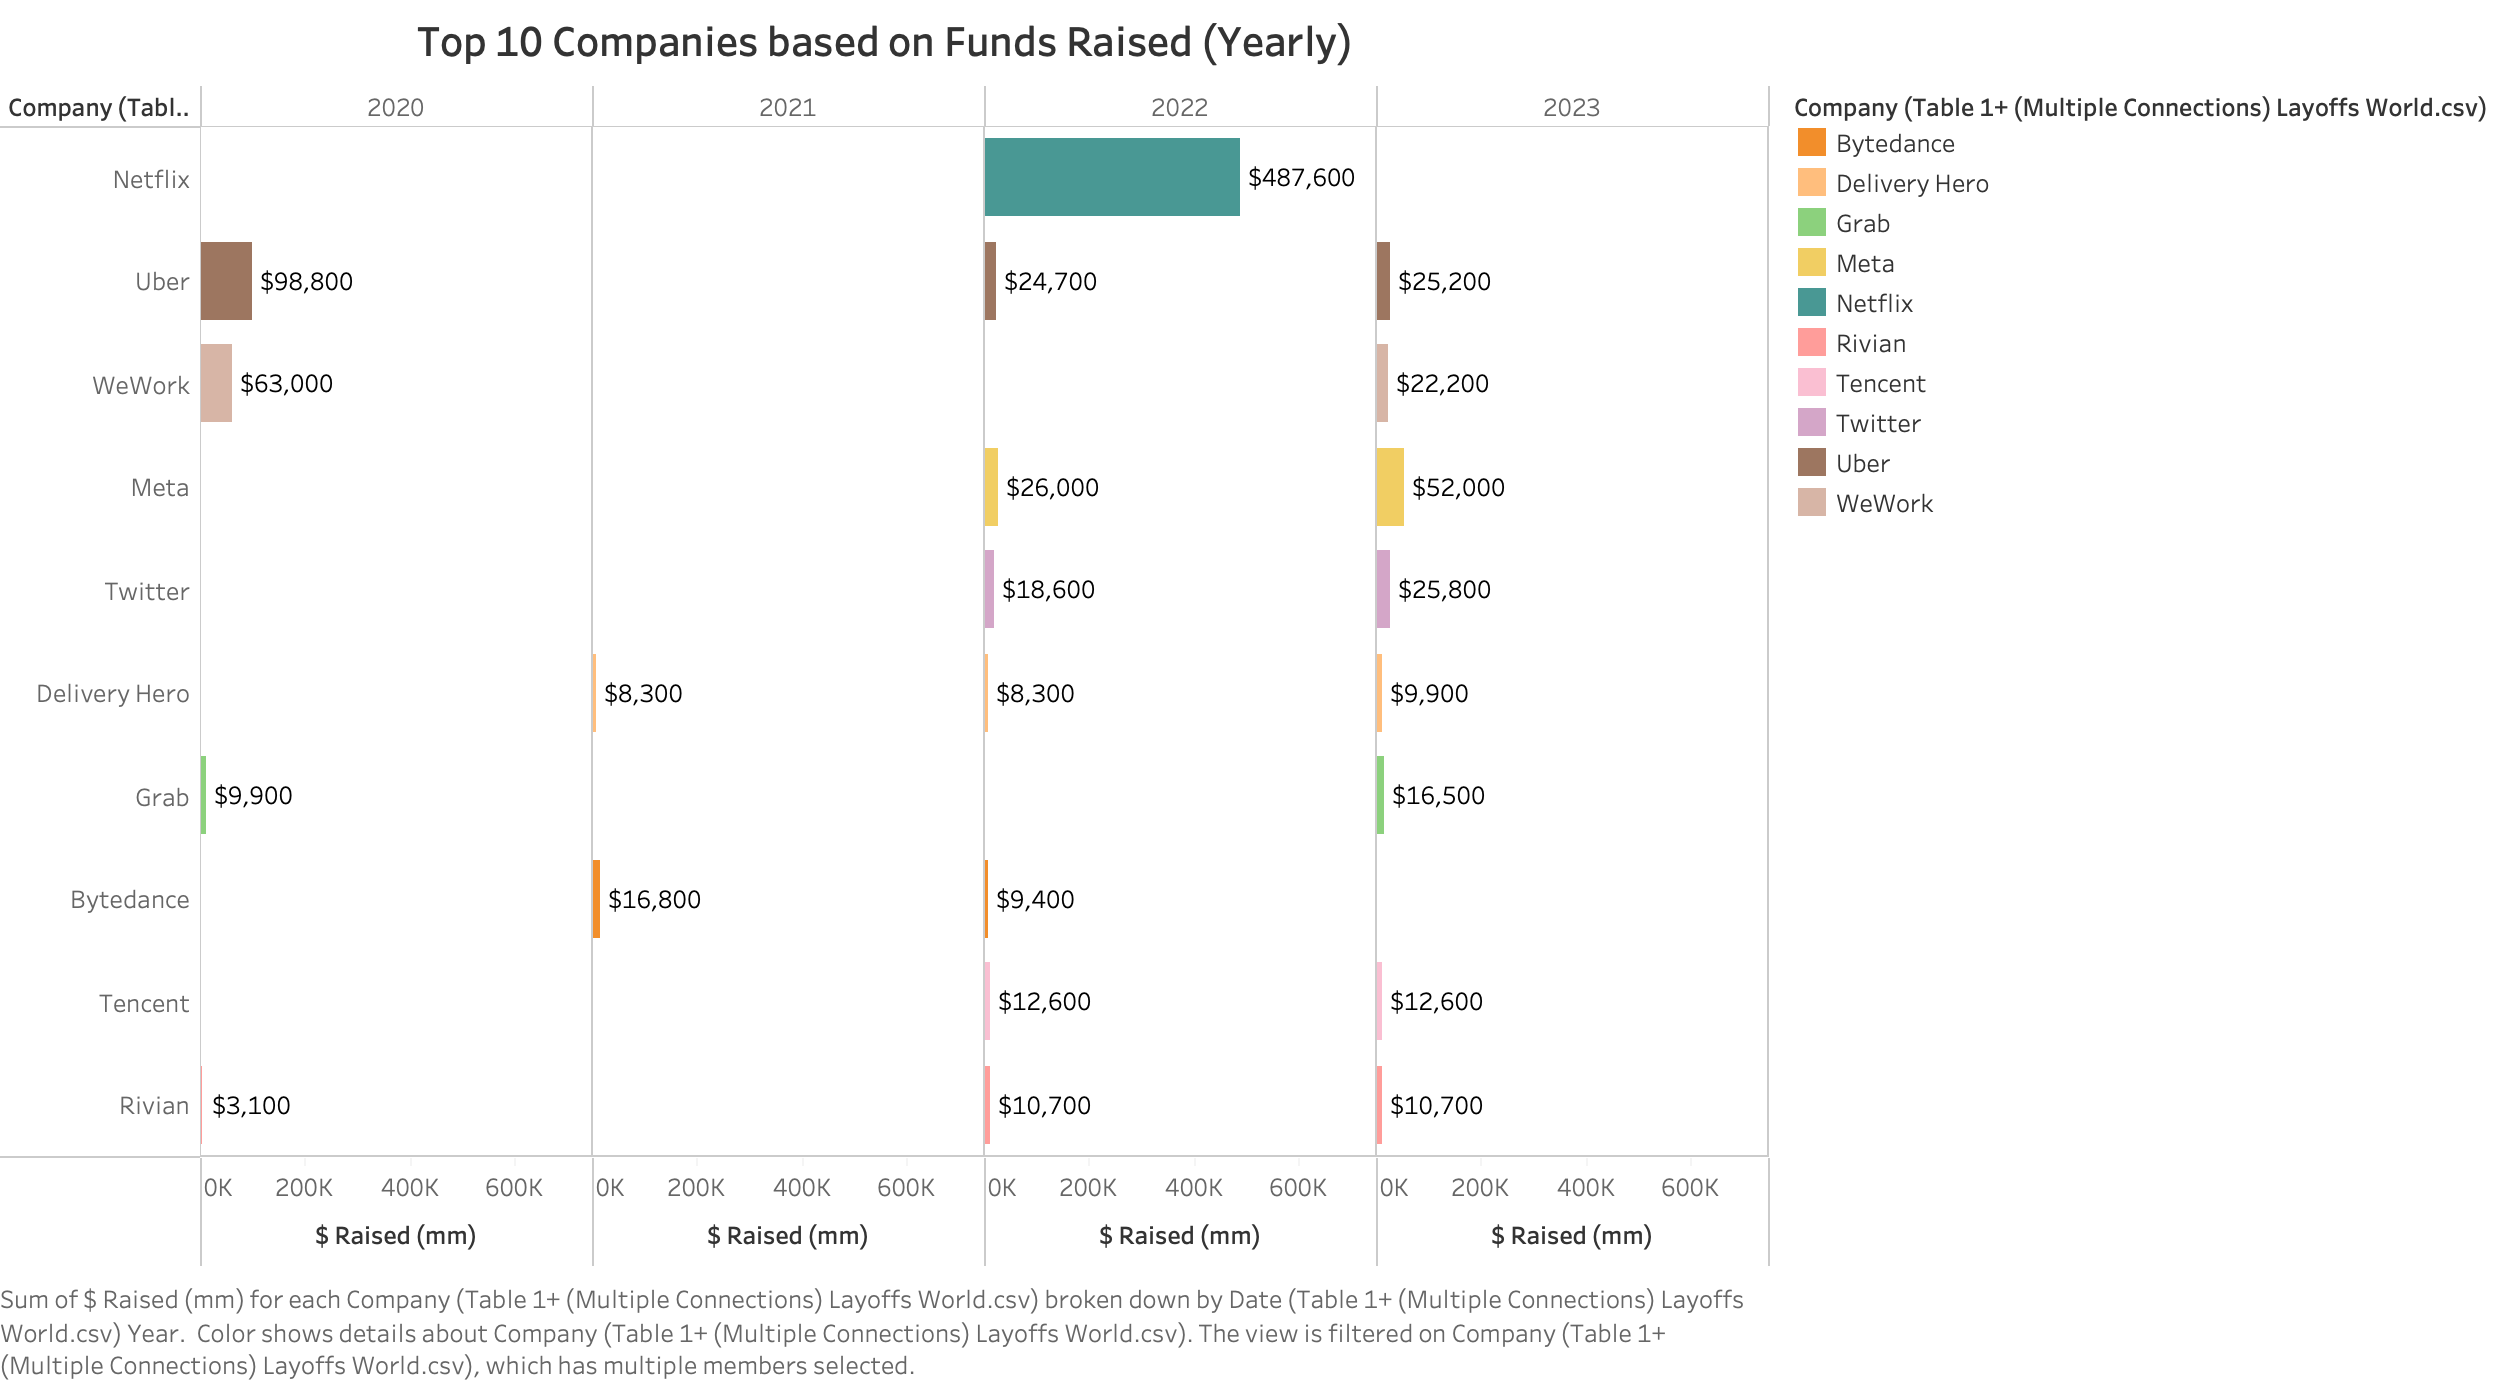 Top 10 Companies based on Funds Raised (Yearly)
Company (Tabl.. 2020 2021 2022 2023
Netflix $487,600
Uber $98,800 $24,700 $25,200
WeWork $63,000 $22,200
Meta $26,000 $52,000
Twitter $18,600 $25,800
Delivery Hero $8,300 $8,300 $9,900
Grab $9,900 $16,500
Bytedance $16,800 $9,400
Tencent $12,600 $12,600
Rivian $3,100 $10,700 $10,700
0K 200K 400K 600K 0K 200K 400K 600K 0K 200K 400K 600K 0K 200K 400K 600K
$ Raised (mm) $ Raised (mm) $ Raised (mm) $ Raised (mm)
Company (Table 1+ (Multiple Connections) Layoffs World.csv)
Bytedance
Delivery Hero
Grab
Meta
Netflix
Rivian
Tencent
Twitter
Uber
WeWork
Sum of $ Raised (mm) for each Company (Table 1+ (Multiple Connections) Layoffs World.csv) broken down by Date (Table 1+ (Multiple Connections) Layoffs
World.csv) Year.  Color shows details about Company (Table 1+ (Multiple Connections) Layoffs World.csv). The view is filtered on Company (Table 1+
(Multiple Connections) Layoffs World.csv), which has multiple members selected.